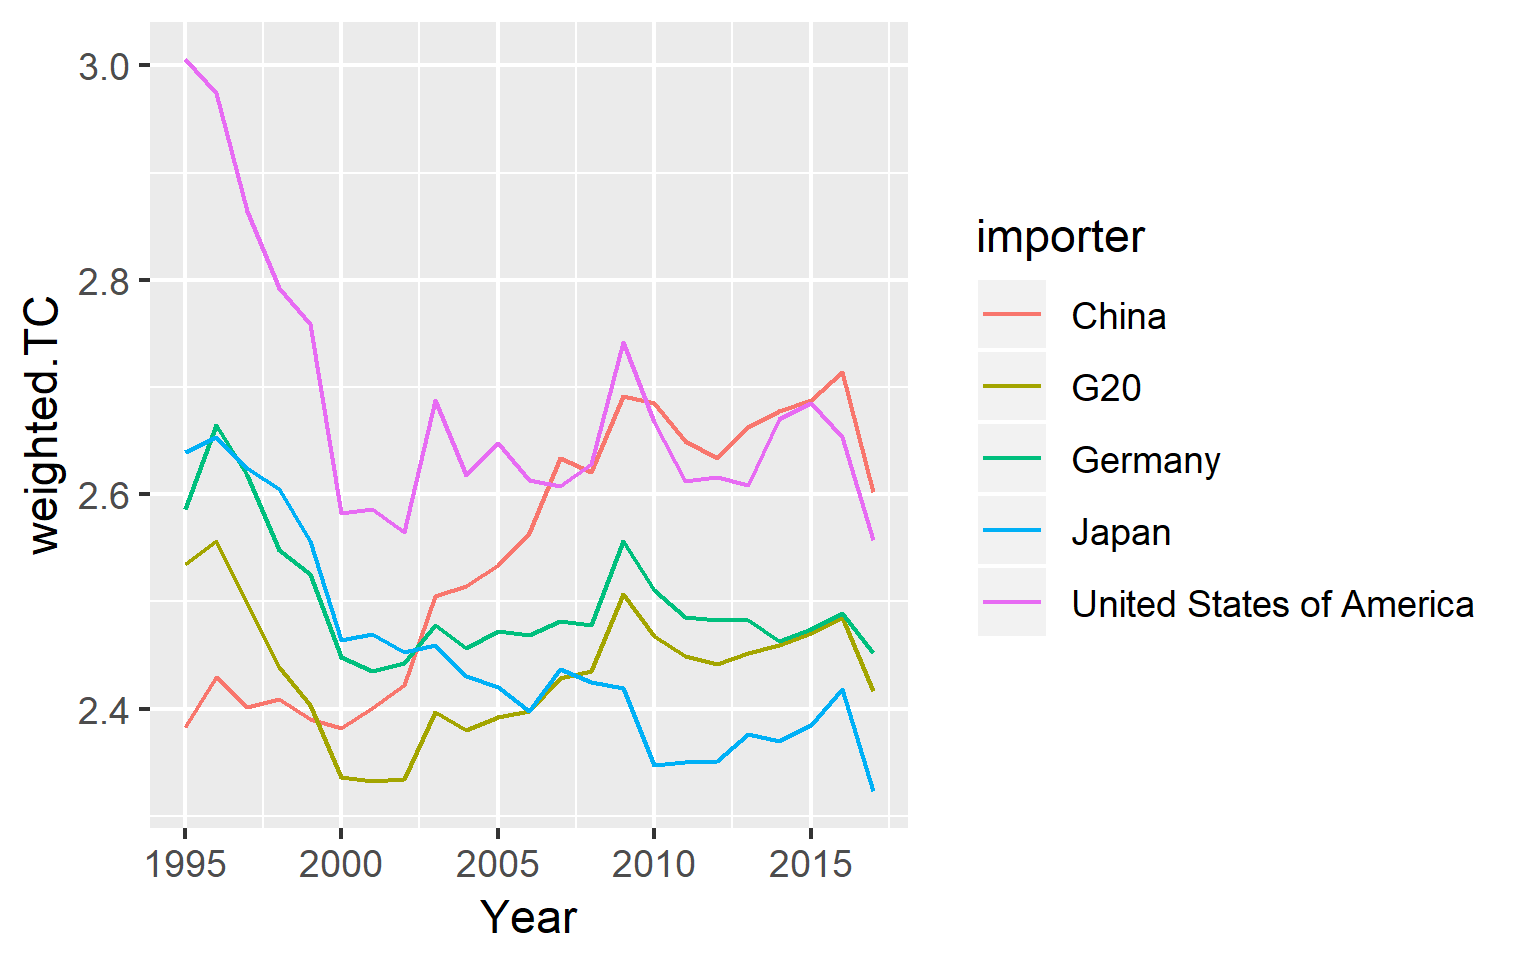 weighted.TC
3.0
2.8
2.6
2.4
1995 2000 2005 2010 2015
Year
importer
China
G20
Germany
Japan
United States of America